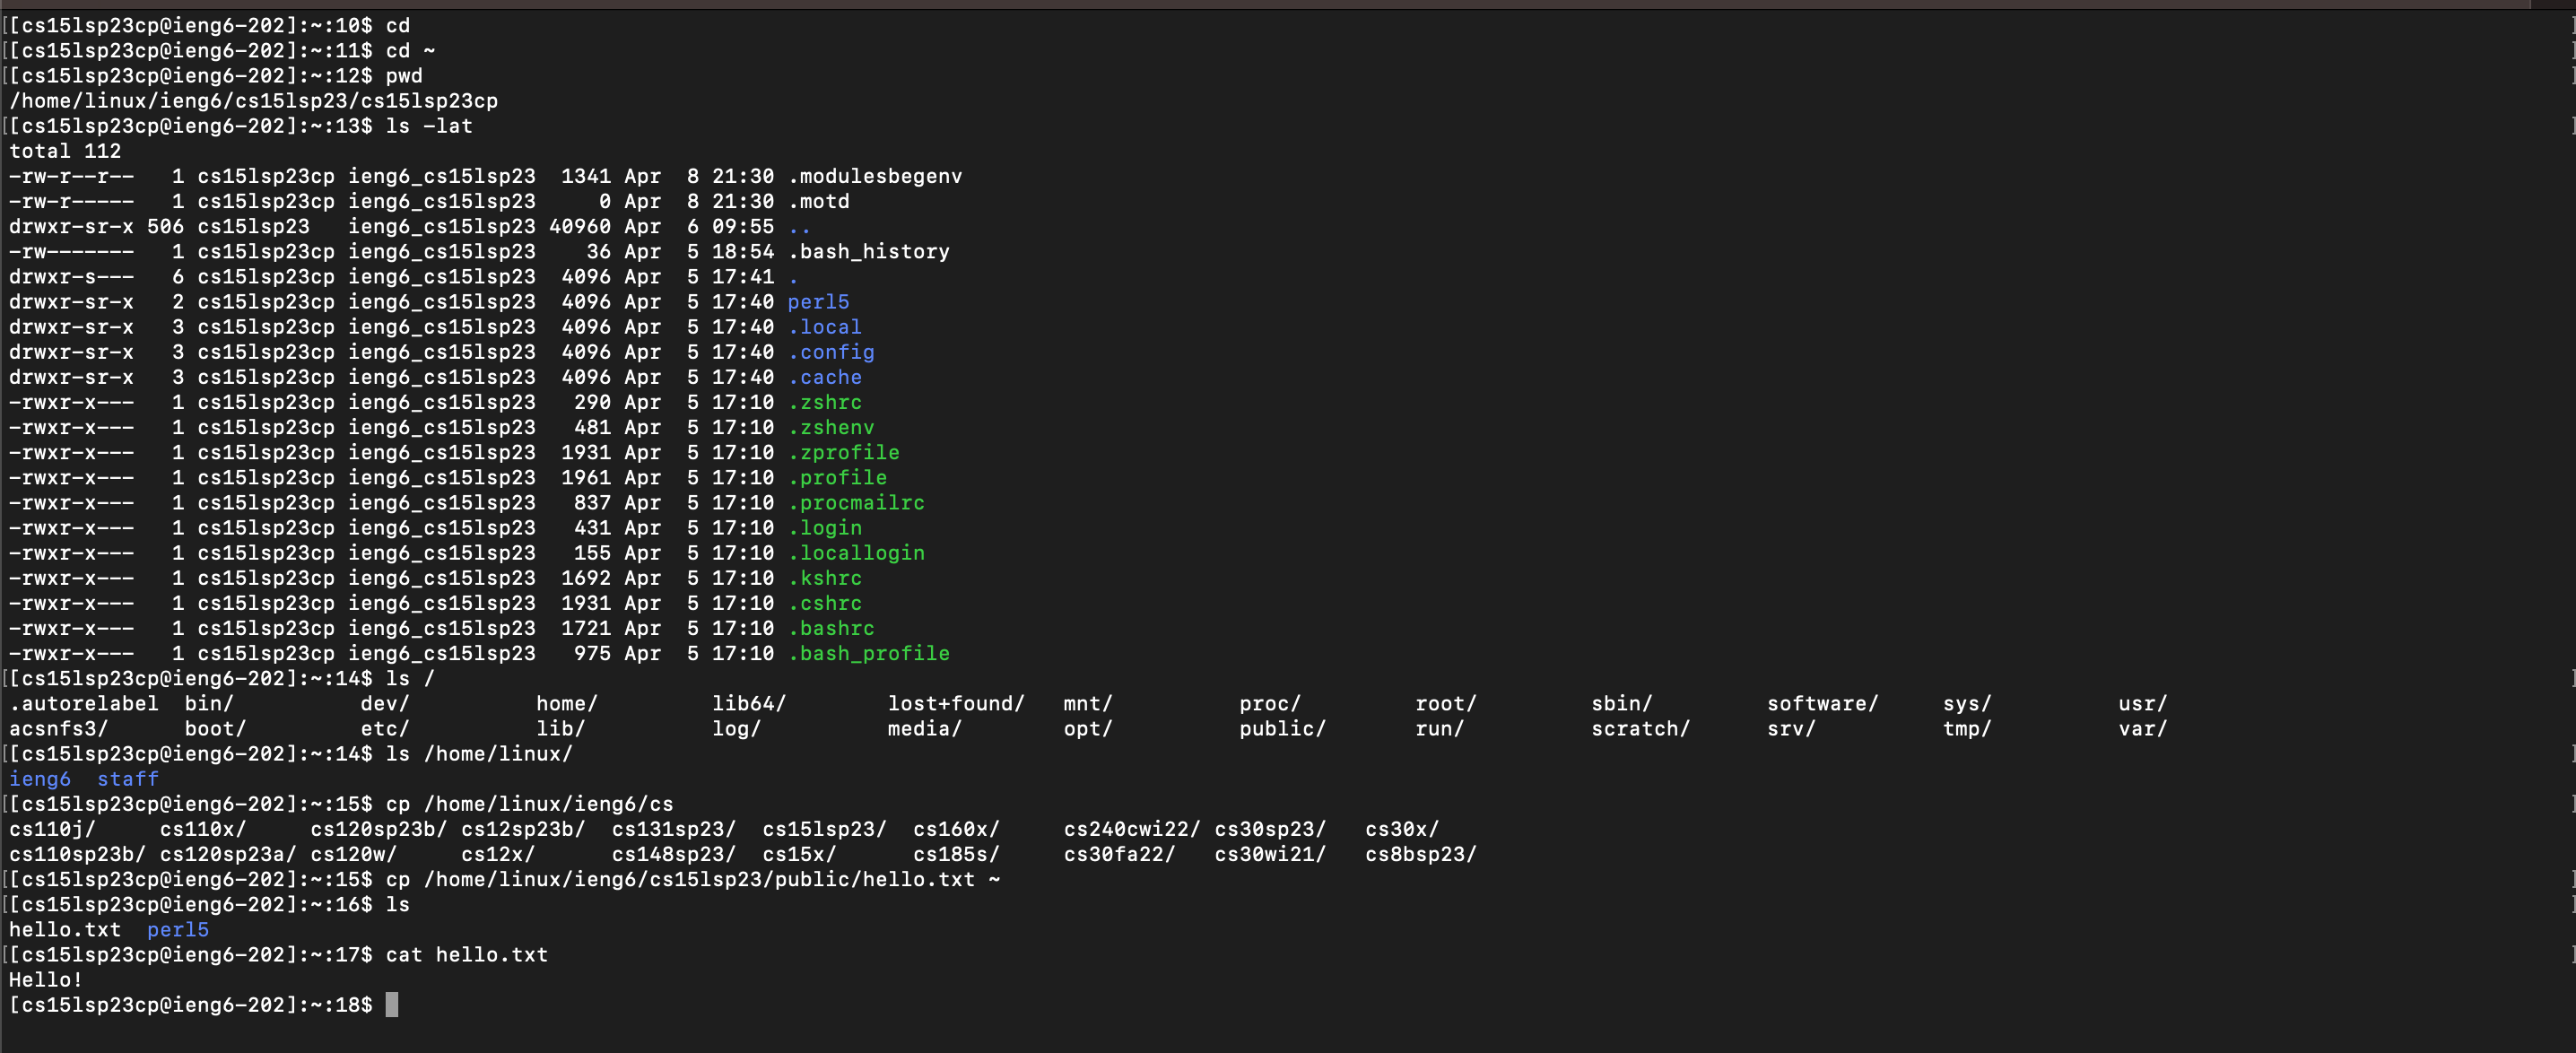 [[cs15lsp23cp@ieng6-202]:~:10$ cd ]
[[cs15lsp23cp@ieng6-202]:~:11$ cd ~ ]
[[cs15lsp23cp@ieng6-202]:~:12$ pwd ]
/home/linux/ieng6/cs15lsp23/cs15lsp23cp
[[cs15lsp23cp@ieng6-202]:~:13$ ls -lat ]
total 112
-rw-r--r--   1 cs15lsp23cp ieng6_cs15lsp23  1341 Apr  8 21:30 .modulesbegenv
-rw-r-----   1 cs15lsp23cp ieng6_cs15lsp23     0 Apr  8 21:30 .motd
drwxr-sr-x 506 cs15lsp23   ieng6_cs15lsp23 40960 Apr  6 09:55 ..
-rw-------   1 cs15lsp23cp ieng6_cs15lsp23    36 Apr  5 18:54 .bash_history
drwxr-s---   6 cs15lsp23cp ieng6_cs15lsp23  4096 Apr  5 17:41 .
drwxr-sr-x   2 cs15lsp23cp ieng6_cs15lsp23  4096 Apr  5 17:40 perl5
drwxr-sr-x   3 cs15lsp23cp ieng6_cs15lsp23  4096 Apr  5 17:40 .local
drwxr-sr-x   3 cs15lsp23cp ieng6_cs15lsp23  4096 Apr  5 17:40 .config
drwxr-sr-x   3 cs15lsp23cp ieng6_cs15lsp23  4096 Apr  5 17:40 .cache
-rwxr-x---   1 cs15lsp23cp ieng6_cs15lsp23   290 Apr  5 17:10 .zshrc
-rwxr-x---   1 cs15lsp23cp ieng6_cs15lsp23   481 Apr  5 17:10 .zshenv
-rwxr-x---   1 cs15lsp23cp ieng6_cs15lsp23  1931 Apr  5 17:10 .zprofile
-rwxr-x---   1 cs15lsp23cp ieng6_cs15lsp23  1961 Apr  5 17:10 .profile
-rwxr-x---   1 cs15lsp23cp ieng6_cs15lsp23   837 Apr  5 17:10 .procmailrc
-rwxr-x---   1 cs15lsp23cp ieng6_cs15lsp23   431 Apr  5 17:10 .login
-rwxr-x---   1 cs15lsp23cp ieng6_cs15lsp23   155 Apr  5 17:10 .locallogin
-rwxr-x---   1 cs15lsp23cp ieng6_cs15lsp23  1692 Apr  5 17:10 .kshrc
-rwxr-x---   1 cs15lsp23cp ieng6_cs15lsp23  1931 Apr  5 17:10 .cshrc
-rwxr-x---   1 cs15lsp23cp ieng6_cs15lsp23  1721 Apr  5 17:10 .bashrc
-rwxr-x---   1 cs15lsp23cp ieng6_cs15lsp23   975 Apr  5 17:10 .bash_profile
[[cs15lsp23cp@ieng6-202]:~:14$ ls / ]
.autorelabel  bin/          dev/          home/         lib64/        lost+found/   mnt/          proc/         root/         sbin/         software/     sys/          usr/
acsnfs3/      boot/         etc/          lib/          log/          media/        opt/          public/       run/          scratch/      srv/          tmp/          var/
[[cs15lsp23cp@ieng6-202]:~:14$ ls /home/linux/ ]
ieng6  staff
[[cs15lsp23cp@ieng6-202]:~:15$ cp /home/linux/ieng6/cs ]
cs110j/     cs110x/     cs120sp23b/ cs12sp23b/  cs131sp23/  cs15lsp23/  cs160x/     cs240cwi22/ cs30sp23/   cs30x/
cs110sp23b/ cs120sp23a/ cs120w/     cs12x/      cs148sp23/  cs15x/      cs185s/     cs30fa22/   cs30wi21/   cs8bsp23/
[[cs15lsp23cp@ieng6-202]:~:15$ cp /home/linux/ieng6/cs15lsp23/public/hello.txt ~ ]
[[cs15lsp23cp@ieng6-202]:~:16$ ls ]
hello.txt  perl5
[[cs15lsp23cp@ieng6-202]:~:17$ cat hello.txt ]
Hello!
[cs15lsp23cp@ieng6-202]:~:18$